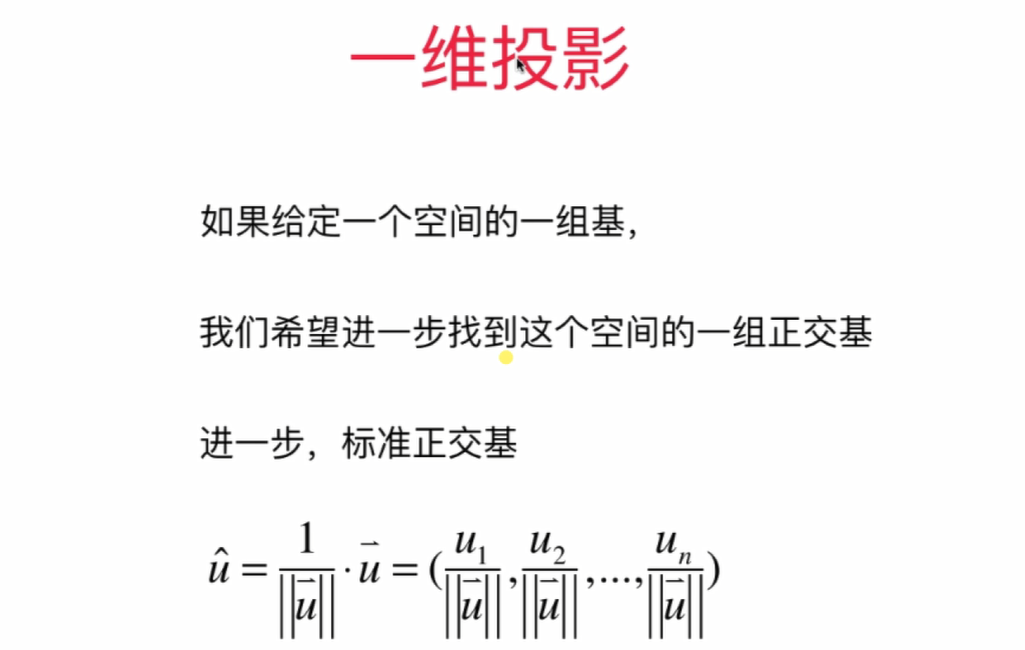 一维投影
如果给定一个空间的一组基，
我们希望进一步找到这个空间的一组正交基
进一步，标准正交基
$\hat{u} = \frac{1}{||\vec{u}||} \cdot \vec{u} = (\frac{u_1}{||\vec{u}||}, \frac{u_2}{||\vec{u}||}, ..., \frac{u_n}{||\vec{u}||})$